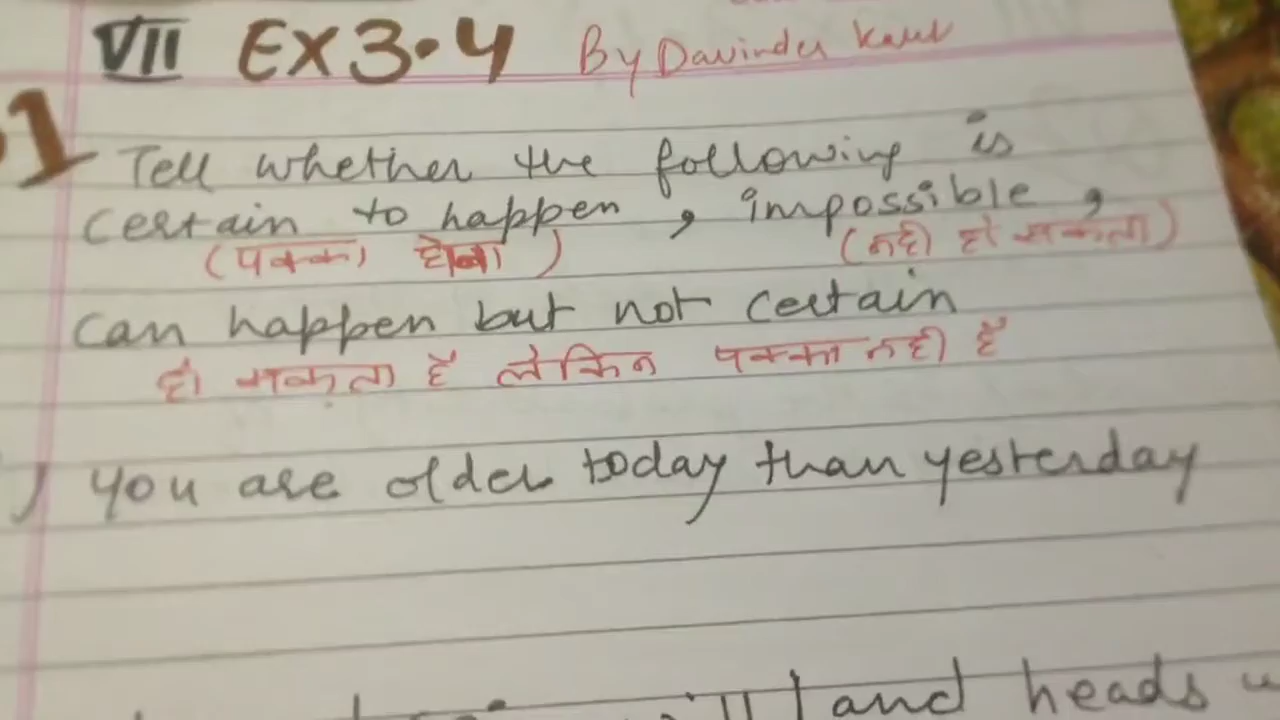 VII EX 3.4 By Davinder Kaur
1 Tell whether the following is
certain to happen, impossible,
(पक्का होना) (नही हो सकता)
can happen but not certain
हो सकता हैं लेकिन पक्का नही हैं
) you are older today than yesterday
and heads